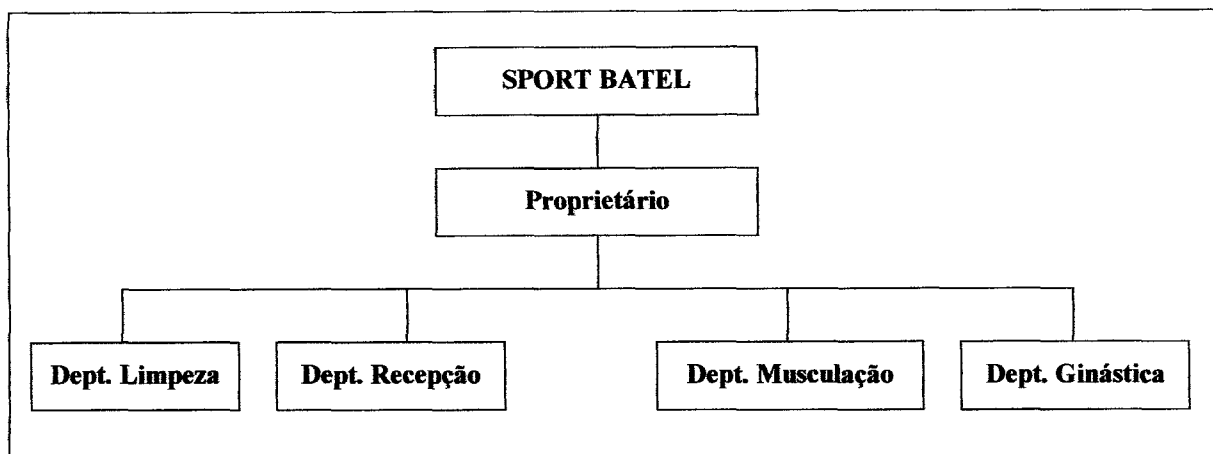 SPORT BATEL
Proprietário
Dept. Limpeza
Dept. Recepção
Dept. Musculação
Dept. Ginástica